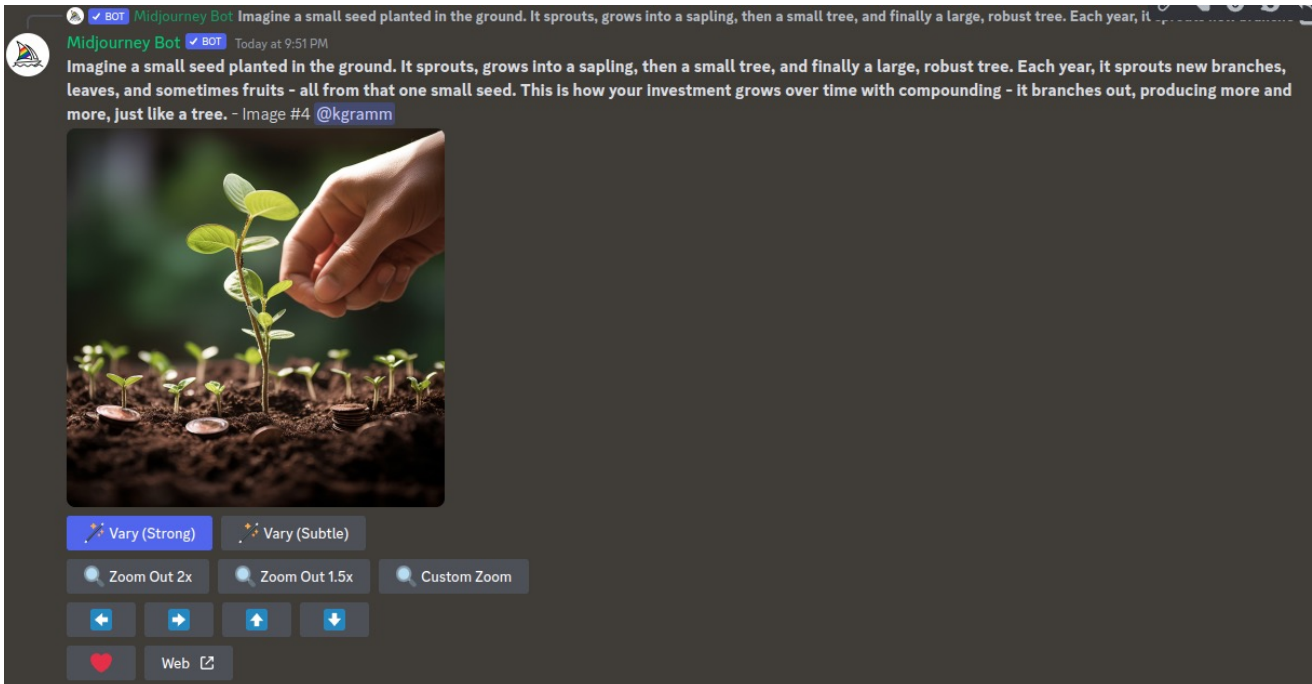 BOT Midjourney Bot Imagine a small seed planted in the ground. It sprouts, grows into a sapling, then a small tree, and finally a large, robust tree. Each year, it
Midjourney Bot BOT Today at 9:51 PM
Imagine a small seed planted in the ground. It sprouts, grows into a sapling, then a small tree, and finally a large, robust tree. Each year, it sprouts new branches,
leaves, and sometimes fruits - all from that one small seed. This is how your investment grows over time with compounding - it branches out, producing more and
more, just like a tree. - Image #4 @kgramm
Vary (Strong) Vary (Subtle)
Zoom Out 2x Zoom Out 1.5x Custom Zoom
Web